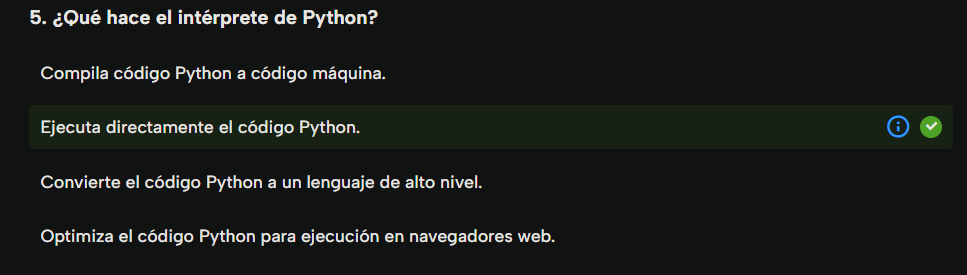 5. ¿Qué hace el intérprete de Python?
Compila código Python a código máquina.
Ejecuta directamente el código Python.
Convierte el código Python a un lenguaje de alto nivel.
Optimiza el código Python para ejecución en navegadores web.